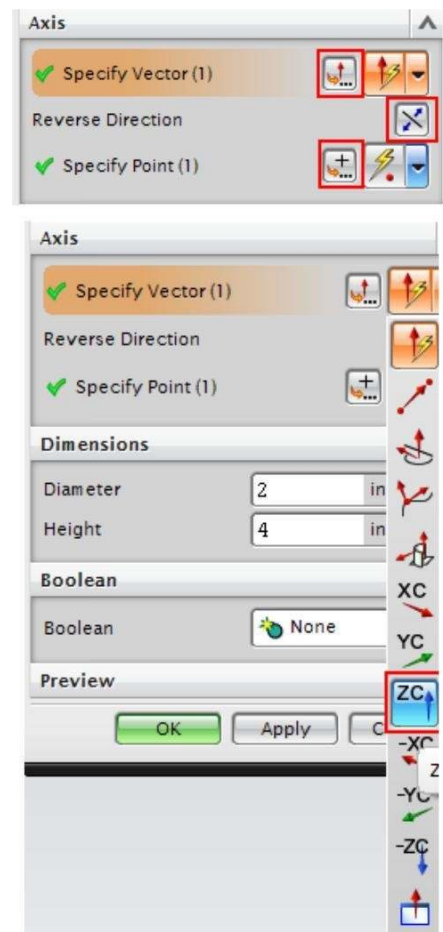 Axis
Specify Vector (1)
Reverse Direction
Specify Point (1)
Axis
Specify Vector (1)
Reverse Direction
Specify Point (1)
Dimensions
Diameter 2 in
Height 4 in
Boolean
Boolean None
Preview
OK Apply C
XC
YC
ZC
-XC
Z
-YC
-ZC